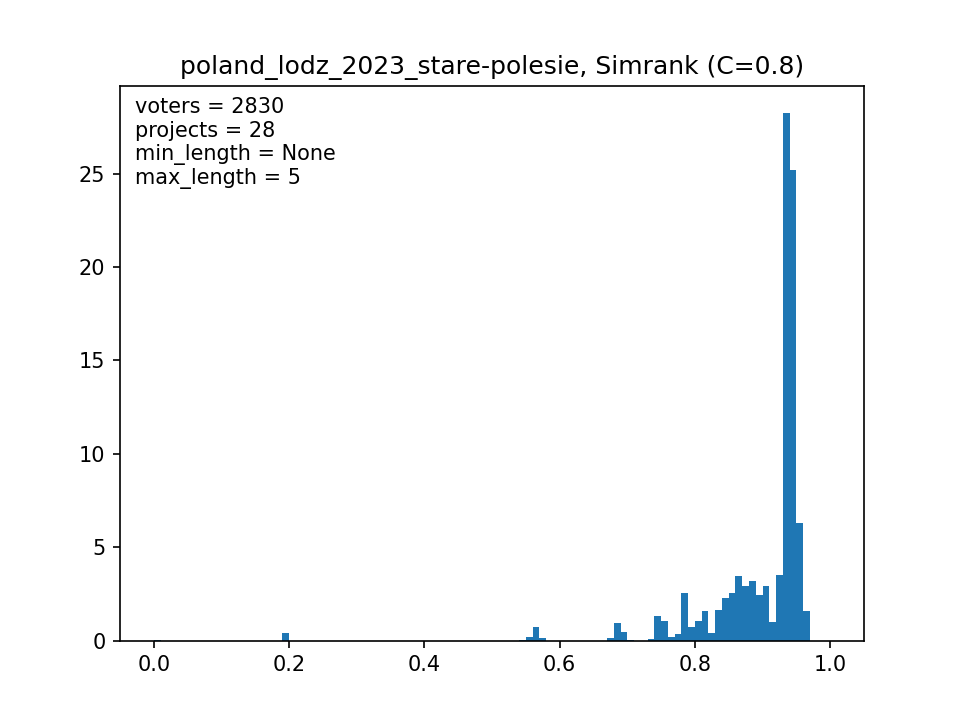 poland_lodz_2023_stare-polesie, Simrank (C=0.8)
voters = 2830
projects = 28
min_length = None
max_length = 5
25
20
15
10
5
0
0.0 0.2 0.4 0.6 0.8 1.0